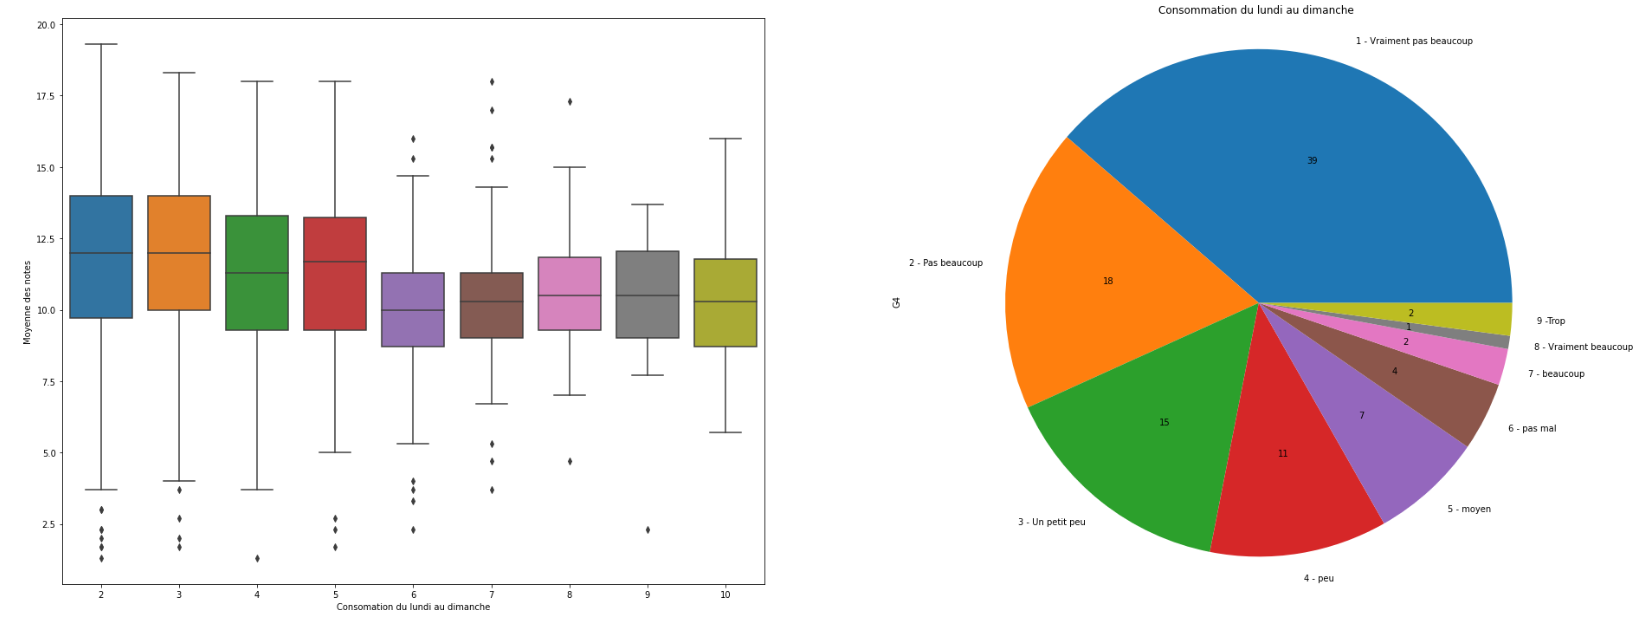 20.0
17.5
15.0
12.5
10.0
7.5
5.0
2.5
Moyenne des notes
2 3 4 5 6 7 8 9 10
Consomation du lundi au dimanche
Consommation du lundi au dimanche
1 - Vraiment pas beaucoup
39
2 - Pas beaucoup
18
G4
2
9 -Trop
1
8 - Vraiment beaucoup
2
7 - beaucoup
4
6 - pas mal
7
15
11
5 - moyen
3 - Un petit peu
4 - peu